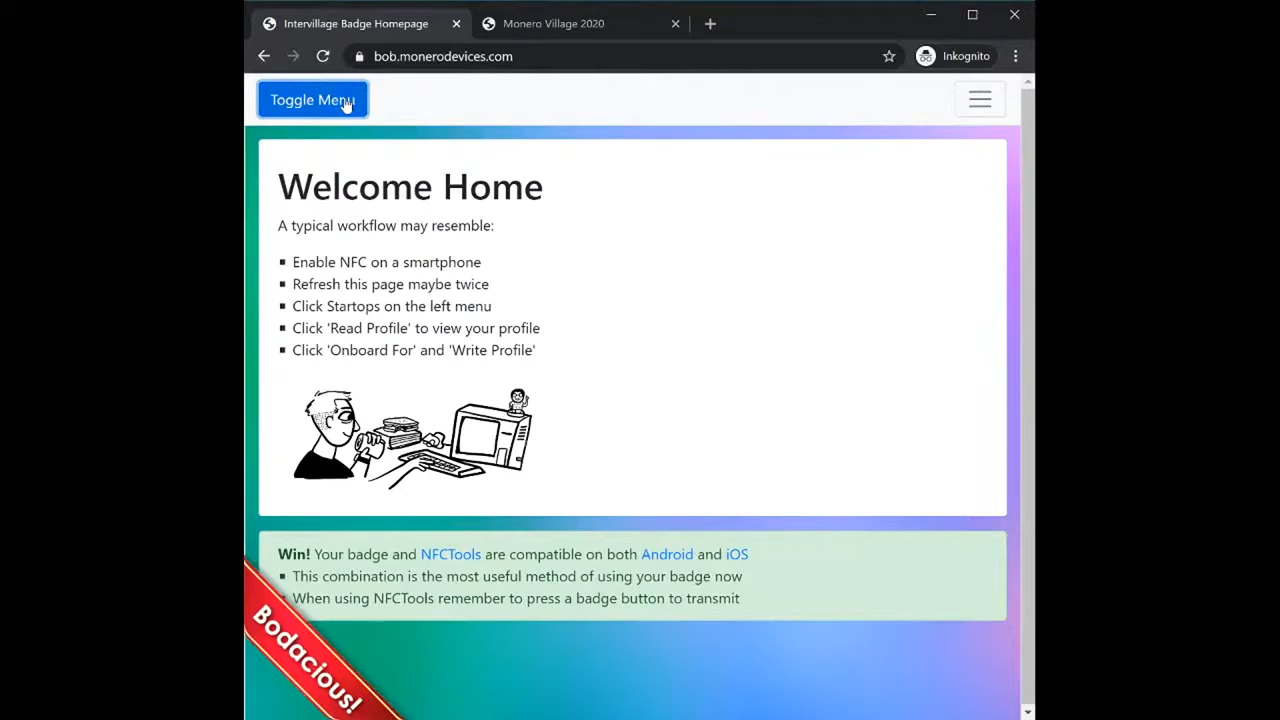 Intervillage Badge Homepage
Monero Village 2020
bob.monerodevices.com
Inkognito
Toggle Menu
Welcome Home
A typical workflow may resemble:
Enable NFC on a smartphone
Refresh this page maybe twice
Click Startops on the left menu
Click 'Read Profile' to view your profile
Click 'Onboard For' and 'Write Profile'
Win! Your badge and NFCTools are compatible on both Android and iOS
This combination is the most useful method of using your badge now
When using NFCTools remember to press a badge button to transmit
Bodacious!